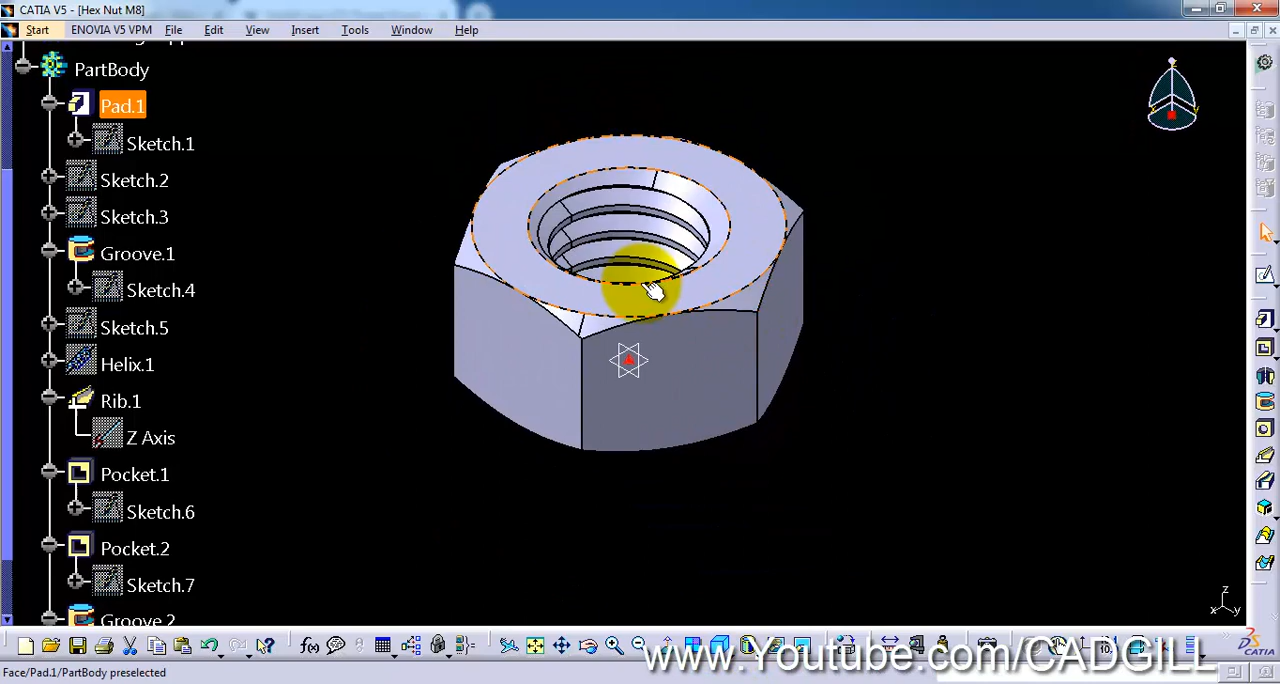 CATIA V5 - [Hex Nut M8]
Start ENOVIA V5 VPM File Edit View Insert Tools Window Help
PartBody
Pad.1
Sketch.1
Sketch.2
Sketch.3
Groove.1
Sketch.4
Sketch.5
Helix.1
Rib.1
Z Axis
Pocket.1
Sketch.6
Pocket.2
Sketch.7
Groove.2
z
x y
f(x)
www.Youtube.com/CADGILL
CATIA
Face/Pad.1/PartBody preselected